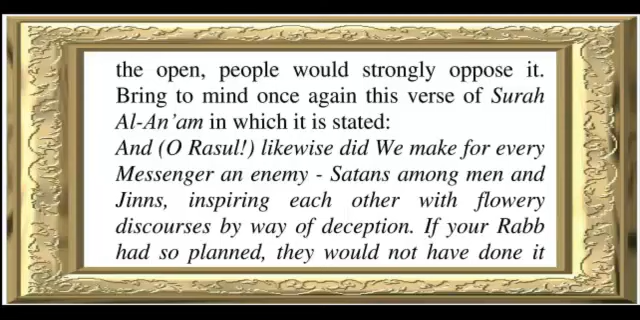 the open, people would strongly oppose it.
Bring to mind once again this verse of Surah
Al-An'am in which it is stated:
And (O Rasul!) likewise did We make for every
Messenger an enemy - Satans among men and
Jinns, inspiring each other with flowery
discourses by way of deception. If your Rabb
had so planned, they would not have done it